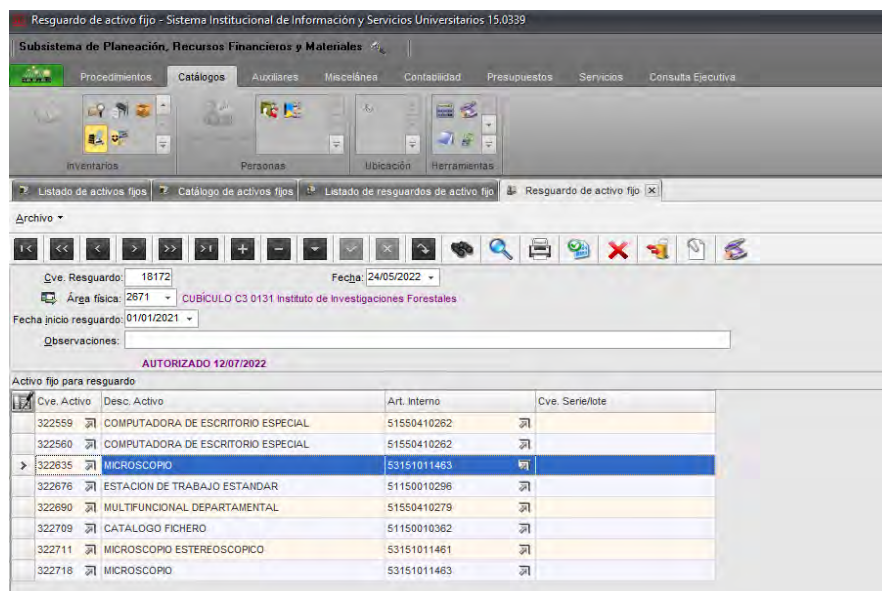 Resguardo de activo fijo - Sistema Institucional de Información y Servicios Universitarios 15.0339
Subsistema de Planeación, Recursos Financieros y Materiales
Procedimientos Catálogos Auxiliares Miscelánea Contabilidad Presupuestos Servicios Consulta Ejecutiva
Inventarios Personas Ubicación Herramientas
Listado de activos fijos Catálogo de activos fijos Listado de resguardos de activo fijo Resguardo de activo fijo
Archivo
Cve. Resguardo: 18172 Fecha: 24/05/2022
Área física: 2671 CUBÍCULO C3 0131 Instituto de Investigaciones Forestales
Fecha inicio resguardo: 01/01/2021
Observaciones:
AUTORIZADO 12/07/2022
Activo fijo para resguardo
Cve. Activo Desc. Activo Art. Interno Cve. Serie/lote
322559 COMPUTADORA DE ESCRITORIO ESPECIAL 51550410262
322560 COMPUTADORA DE ESCRITORIO ESPECIAL 51550410262
322635 MICROSCOPIO 53151011463
322676 ESTACION DE TRABAJO ESTANDAR 51150010296
322690 MULTIFUNCIONAL DEPARTAMENTAL 51550410279
322709 CATALOGO FICHERO 51150010362
322711 MICROSCOPIO ESTEREOSCOPICO 53151011461
322718 MICROSCOPIO 53151011463